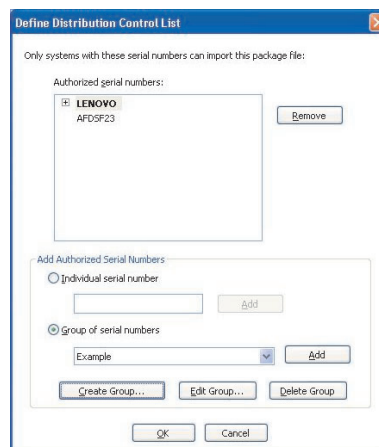 Define Distribution Control List
Only systems with these serial numbers can import this package file:
Authorized serial numbers:
LENOVO
AFDSF23
Remove
Add Authorized Serial Numbers
Individual serial number
Add
Group of serial numbers
Example
Add
Create Group...
Edit Group...
Delete Group
OK
Cancel